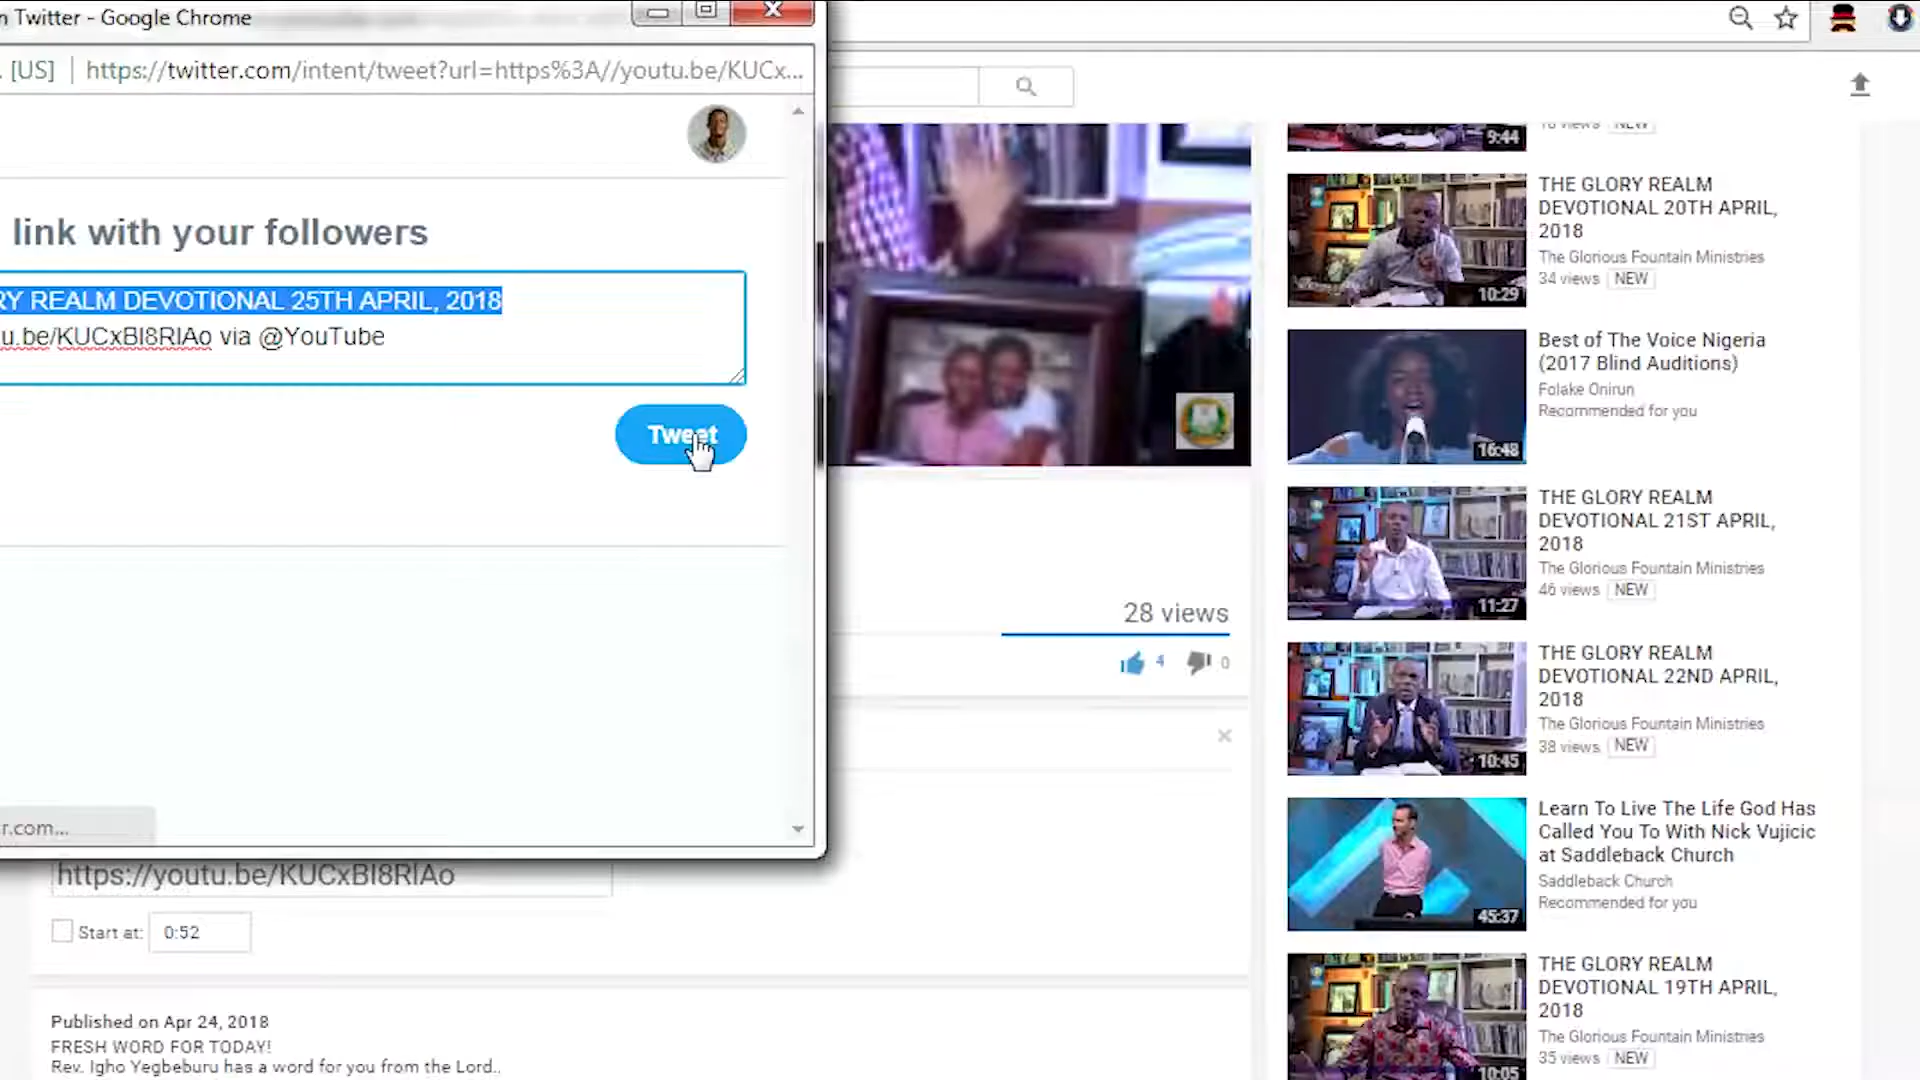 n Twitter - Google Chrome
[US] https://twitter.com/intent/tweet?url=https%3A//youtu.be/KUCx...
link with your followers
RY REALM DEVOTIONAL 25TH APRIL, 2018
u.be/KUCxBI8RlAo via @YouTube
Tweet
r.com...
https://youtu.be/KUCxBI8RlAo
Start at: 0:52
Published on Apr 24, 2018
FRESH WORD FOR TODAY!
Rev. Igho Yegbeburu has a word for you from the Lord..
28 views
4 0
9:44
views NEW
THE GLORY REALM
DEVOTIONAL 20TH APRIL,
2018
The Glorious Fountain Ministries
34 views NEW
10:29
Best of The Voice Nigeria
(2017 Blind Auditions)
Folake Onirun
Recommended for you
16:48
THE GLORY REALM
DEVOTIONAL 21ST APRIL,
2018
The Glorious Fountain Ministries
46 views NEW
11:27
THE GLORY REALM
DEVOTIONAL 22ND APRIL,
2018
The Glorious Fountain Ministries
38 views NEW
10:45
Learn To Live The Life God Has
Called You To With Nick Vujicic
at Saddleback Church
Saddleback Church
Recommended for you
45:37
THE GLORY REALM
DEVOTIONAL 19TH APRIL,
2018
The Glorious Fountain Ministries
35 views NEW
10:05